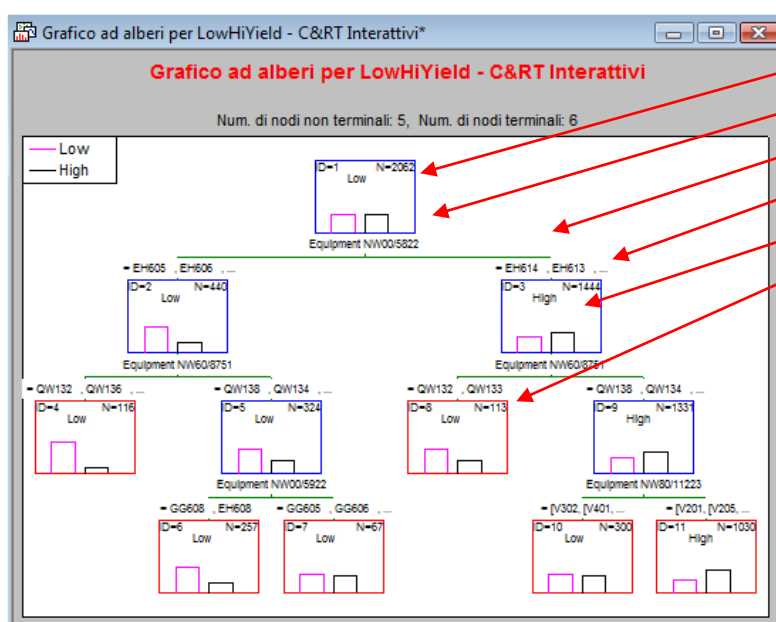 Grafico ad alberi per LowHiYield - C&RT Interattivi*
Grafico ad alberi per LowHiYield - C&RT Interattivi
Num. di nodi non terminali: 5, Num. di nodi terminali: 6
Low
High
ID=1 N=2062
Low
Equipment NW00/5822
= EH605 , EH606 , ...
= EH614 , EH613 , ...
ID=2 N=440
Low
ID=3 N=1444
High
Equipment NW60/8751
Equipment NW60/8751
= QW132 , QW136 , ...
= QW138 , QW134 , ...
= QW132 , QW133
= QW138 , QW134 , ...
ID=4 N=116
Low
ID=5 N=324
Low
ID=8 N=113
Low
ID=9 N=1331
High
Equipment NW00/5922
Equipment NW80/11223
= GG608 , EH608
= GG605 , GG606 , ...
= [V302, [V401, ...
= [V201, [V205, ...
ID=6 N=257
Low
ID=7 N=67
Low
ID=10 N=300
Low
ID=11 N=1030
High